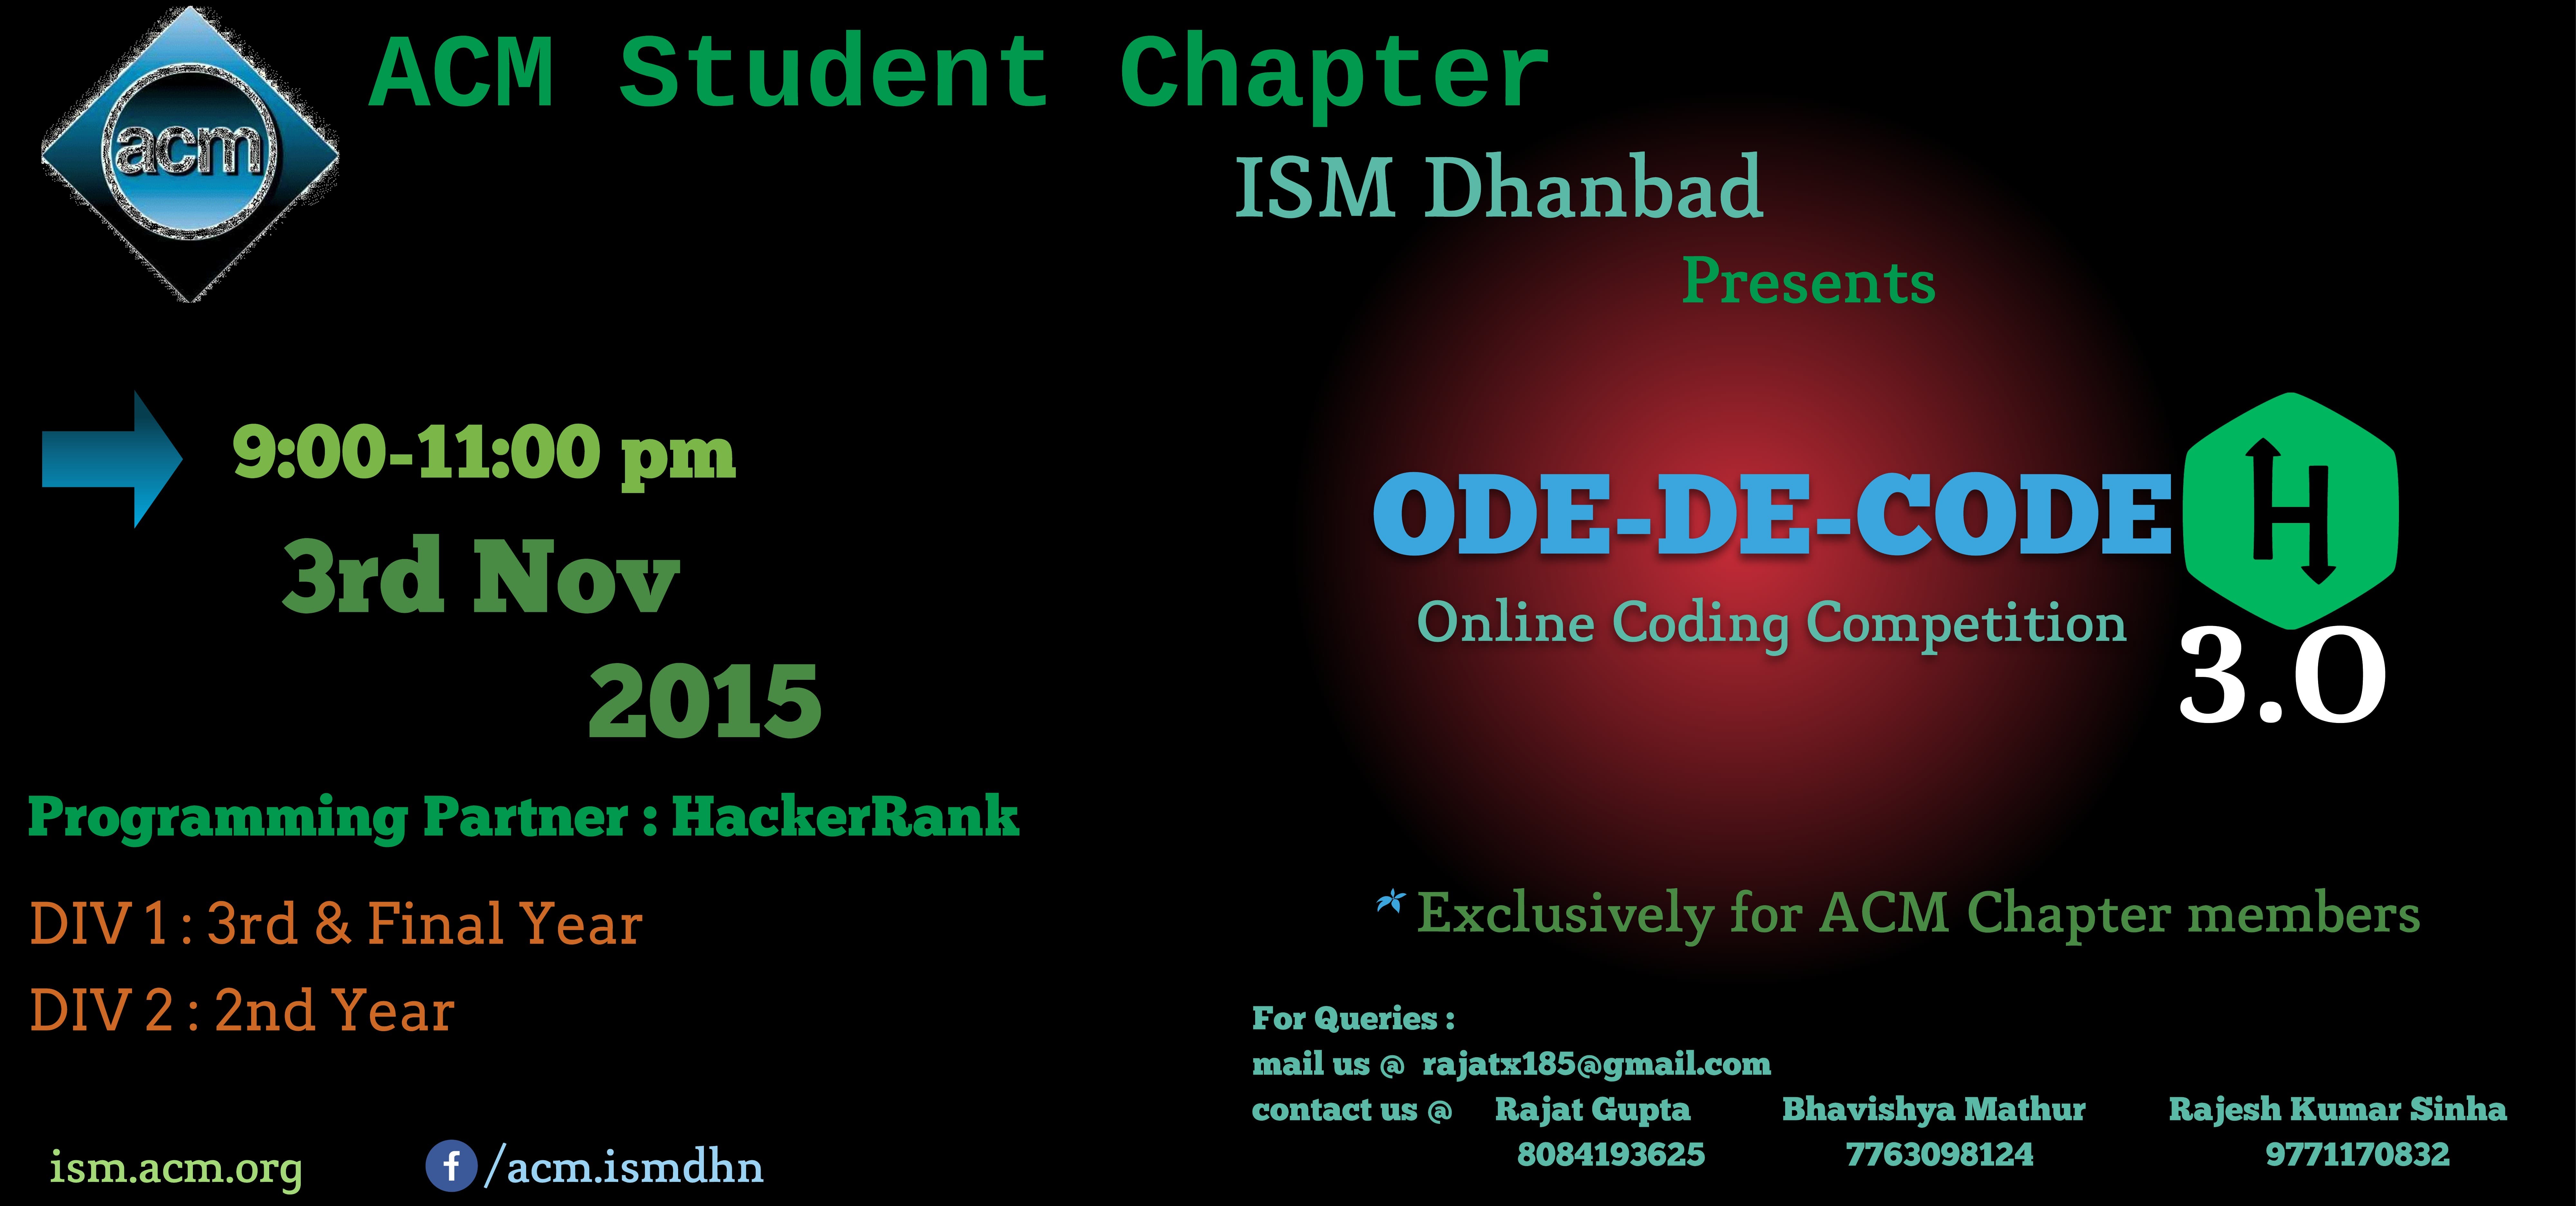 acm
ACM Student Chapter
ISM Dhanbad
Presents
9:00-11:00 pm
3rd Nov
2015
ODE-DE-CODE
H
Online Coding Competition
3.0
Programming Partner : HackerRank
DIV 1 : 3rd & Final Year
DIV 2 : 2nd Year
Exclusively for ACM Chapter members
For Queries :
mail us @ rajatx185@gmail.com
contact us @ Rajat Gupta Bhavishya Mathur Rajesh Kumar Sinha
8084193625 7763098124 9771170832
ism.acm.org f /acm.ismdhn